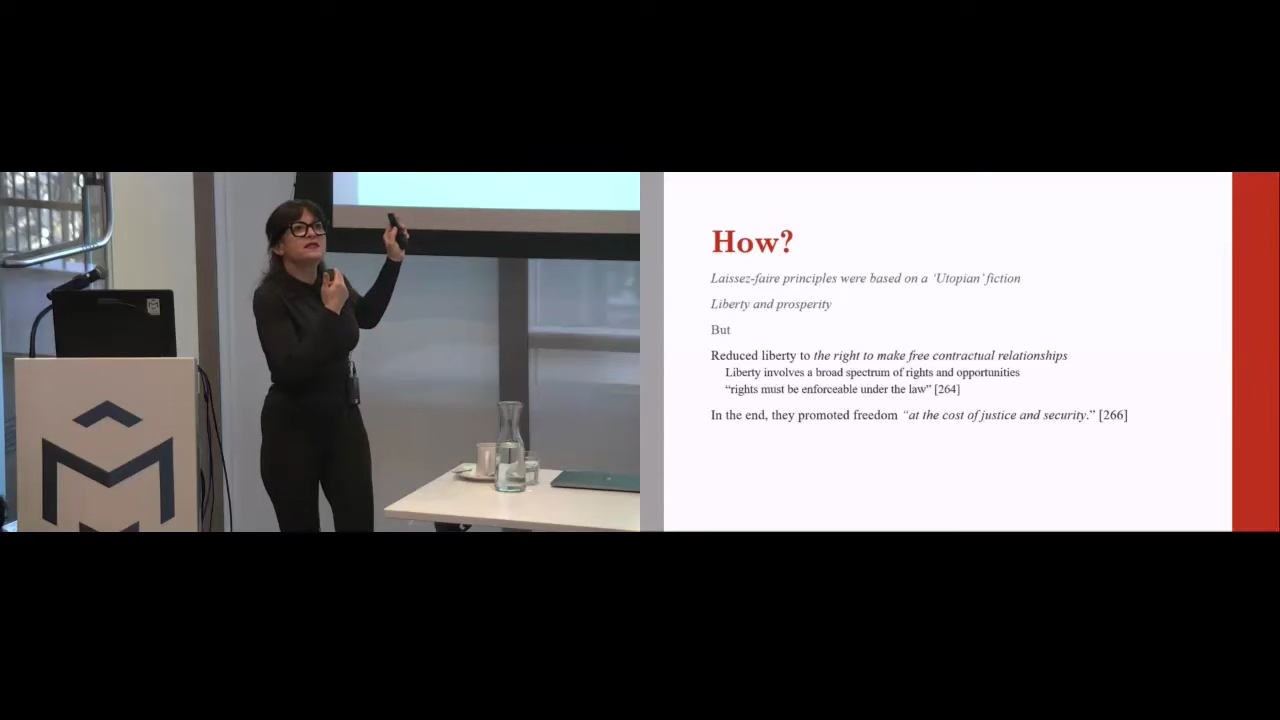 How?
Laissez-faire principles were based on a ‘Utopian’ fiction
Liberty and prosperity
But
Reduced liberty to the right to make free contractual relationships
Liberty involves a broad spectrum of rights and opportunities
“rights must be enforceable under the law” [264]
In the end, they promoted freedom “at the cost of justice and security.” [266]